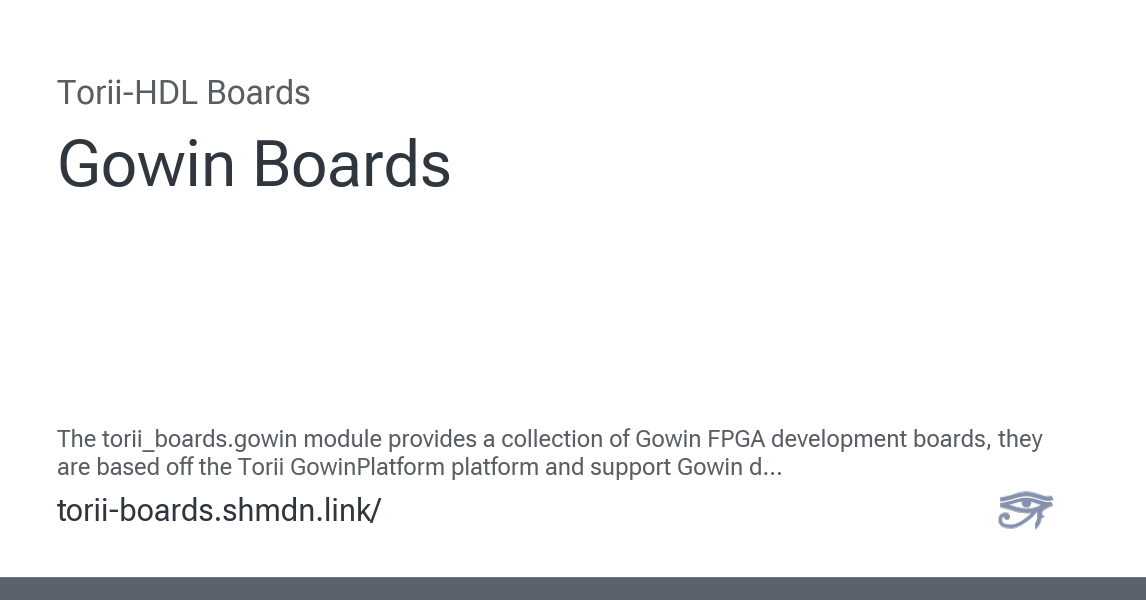 Torii-HDL Boards
Gowin Boards
The torii_boards.gowin module provides a collection of Gowin FPGA development boards, they
are based off the Torii GowinPlatform platform and support Gowin d...
torii-boards.shmdn.link/